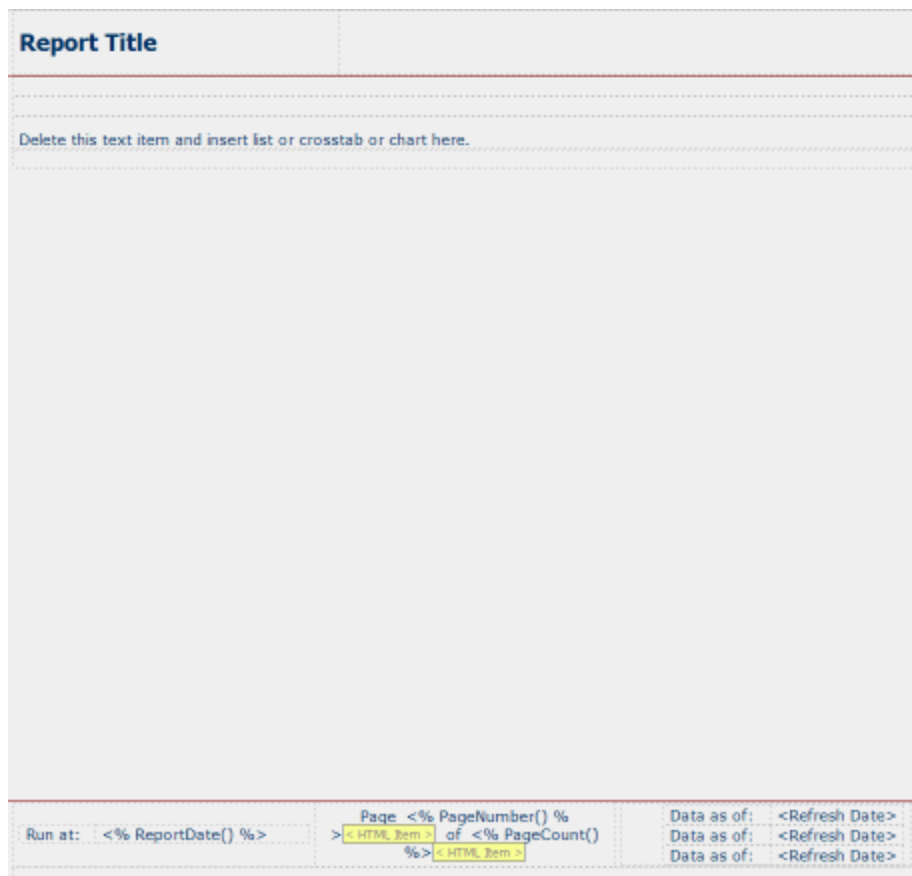 Report Title
Delete this text item and insert list or crosstab or chart here.
Run at: <% ReportDate() %>
Page <% PageNumber() %
>< HTML Item > of <% PageCount()
%>< HTML Item >
Data as of: <Refresh Date>
Data as of: <Refresh Date>
Data as of: <Refresh Date>